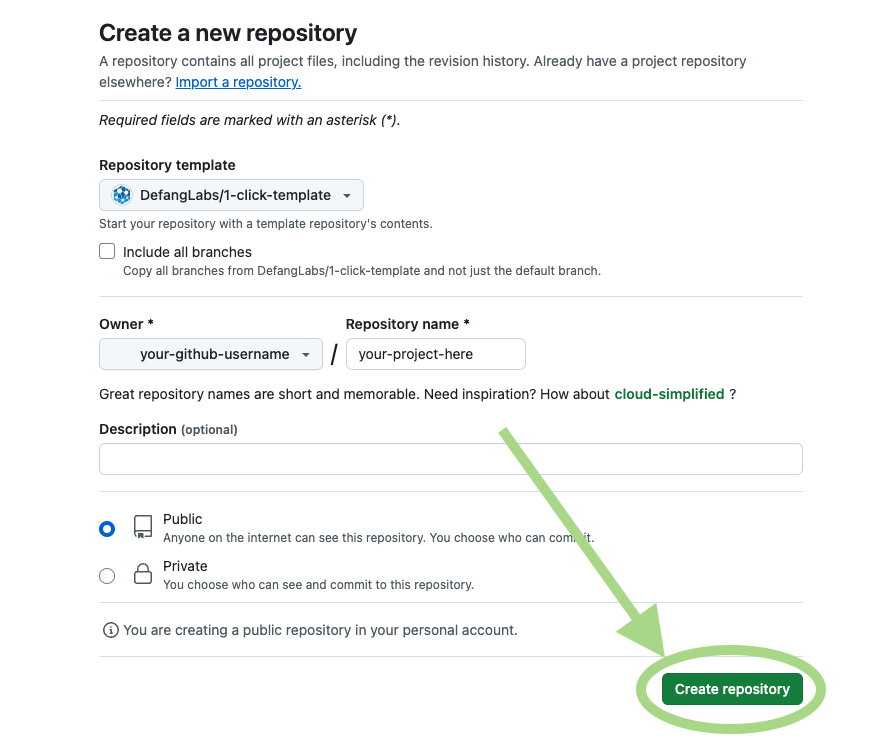 Create a new repository
A repository contains all project files, including the revision history. Already have a project repository
elsewhere? Import a repository.
Required fields are marked with an asterisk (*).
Repository template
DefangLabs/1-click-template
Start your repository with a template repository's contents.
Include all branches
Copy all branches from DefangLabs/1-click-template and not just the default branch.
Owner * Repository name *
your-github-username / your-project-here
Great repository names are short and memorable. Need inspiration? How about cloud-simplified ?
Description (optional)
Public
Anyone on the internet can see this repository. You choose who can commit.
Private
You choose who can see and commit to this repository.
You are creating a public repository in your personal account.
Create repository